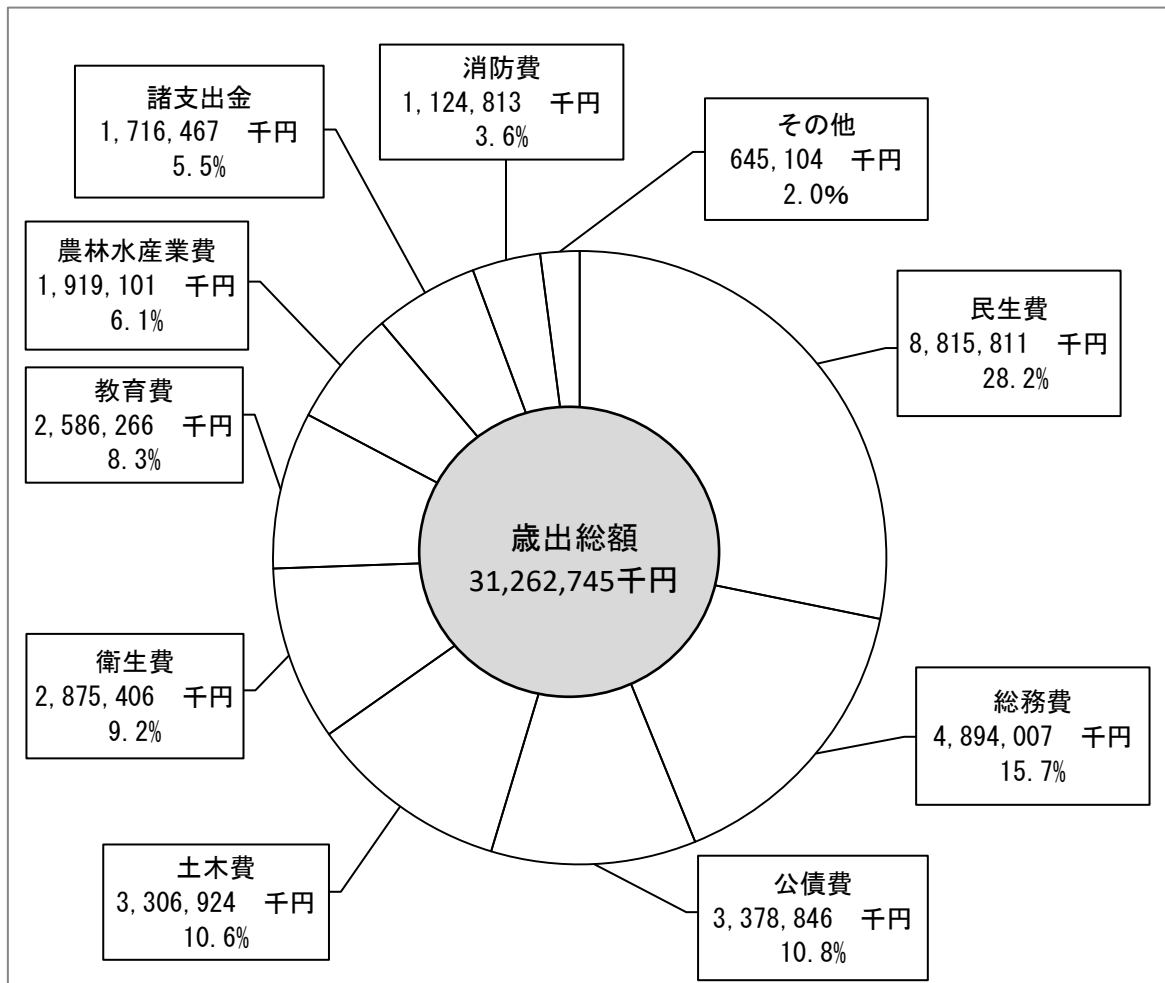 消防費
1,124,813 千円
3.6%
諸支出金
1,716,467 千円
5.5%
その他
645,104 千円
2.0%
農林水産業費
1,919,101 千円
6.1%
民生費
8,815,811 千円
28.2%
教育費
2,586,266 千円
8.3%
歳出総額
31,262,745千円
衛生費
2,875,406 千円
9.2%
総務費
4,894,007 千円
15.7%
土木費
3,306,924 千円
10.6%
公債費
3,378,846 千円
10.8%